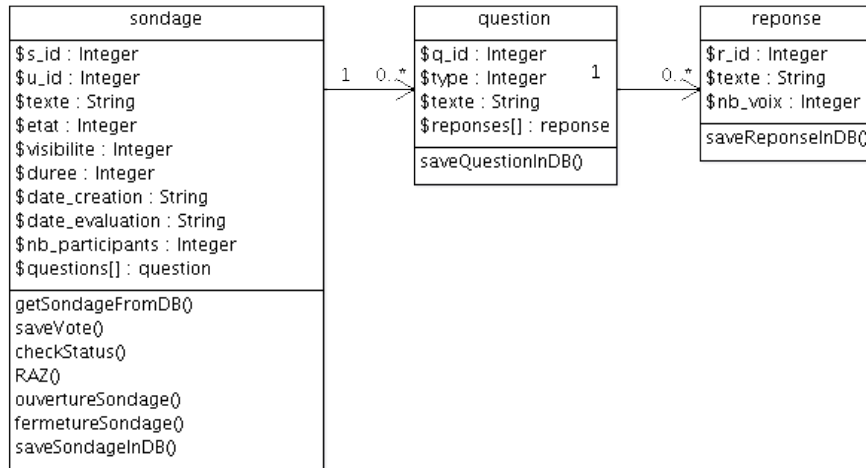 sondage
$s_id : Integer
$u_id : Integer
$texte : String
$etat : Integer
$visibilite : Integer
$duree : Integer
$date_creation : String
$date_evaluation : String
$nb_participants : Integer
$questions[] : question
getSondageFromDB()
saveVote()
checkStatus()
RAZ()
ouvertureSondage()
fermetureSondage()
saveSondageInDB()
1 0..*
question
$q_id : Integer
$type : Integer
$texte : String
$reponses[] : reponse
saveQuestionInDB()
1 0..*
reponse
$r_id : Integer
$texte : String
$nb_voix : Integer
saveReponseInDB()